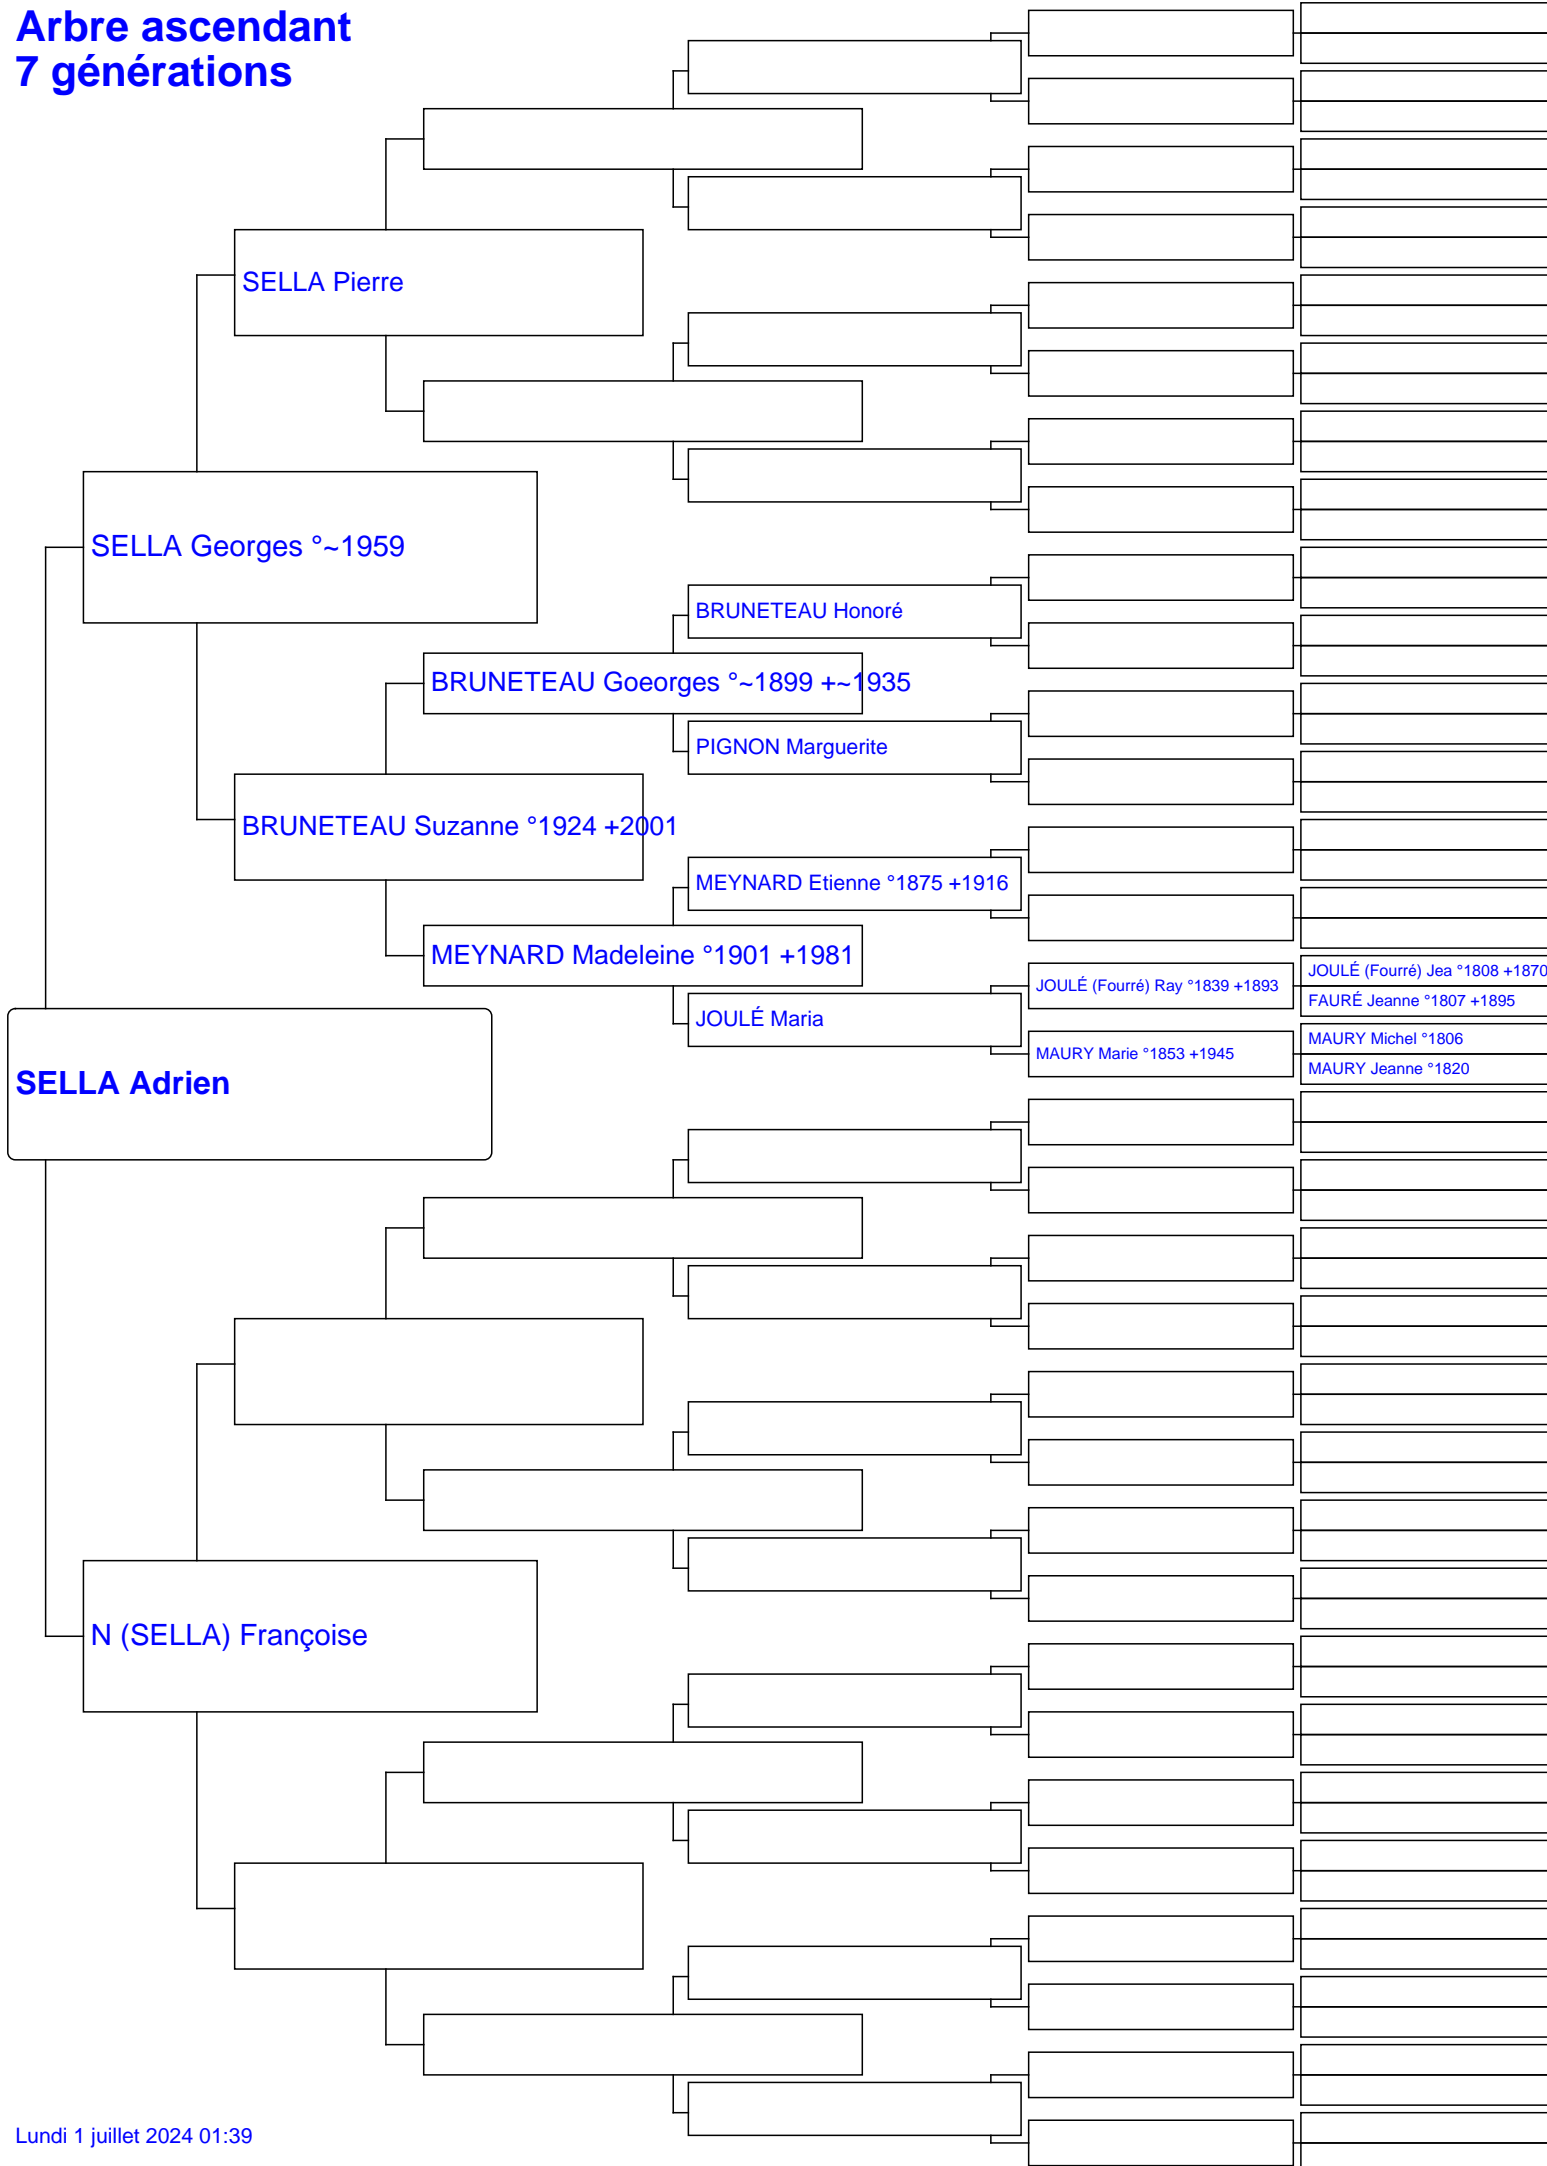 Arbre ascendant
7 générations
SELLA Pierre
SELLA Georges °~1959
BRUNETEAU Honoré
BRUNETEAU Goeorges °~1899 +~1935
PIGNON Marguerite
BRUNETEAU Suzanne °1924 +2001
MEYNARD Etienne °1875 +1916
MEYNARD Madeleine °1901 +1981
JOULÉ (Fourré) Jea °1808 +1870
JOULÉ (Fourré) Ray °1839 +1893
FAURÉ Jeanne °1807 +1895
JOULÉ Maria
MAURY Michel °1806
MAURY Marie °1853 +1945
MAURY Jeanne °1820
SELLA Adrien
N (SELLA) Françoise
Lundi 1 juillet 2024 01:39